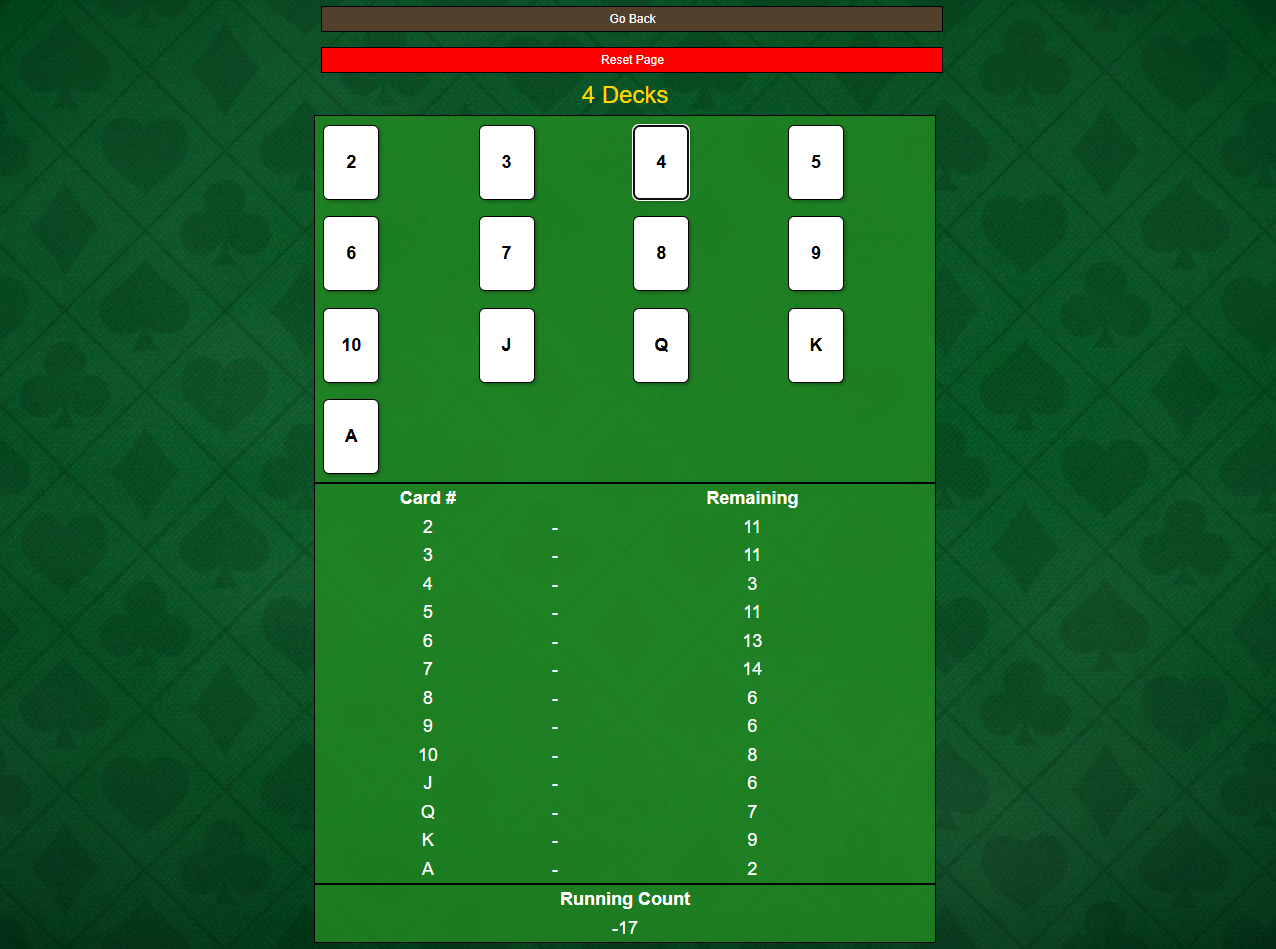 Go Back
Reset Page
4 Decks
2 3 4 5
6 7 8 9
10 J Q K
A
Card # Remaining
2 - 11
3 - 11
4 - 3
5 - 11
6 - 13
7 - 14
8 - 6
9 - 6
10 - 8
J - 6
Q - 7
K - 9
A - 2
Running Count
-17